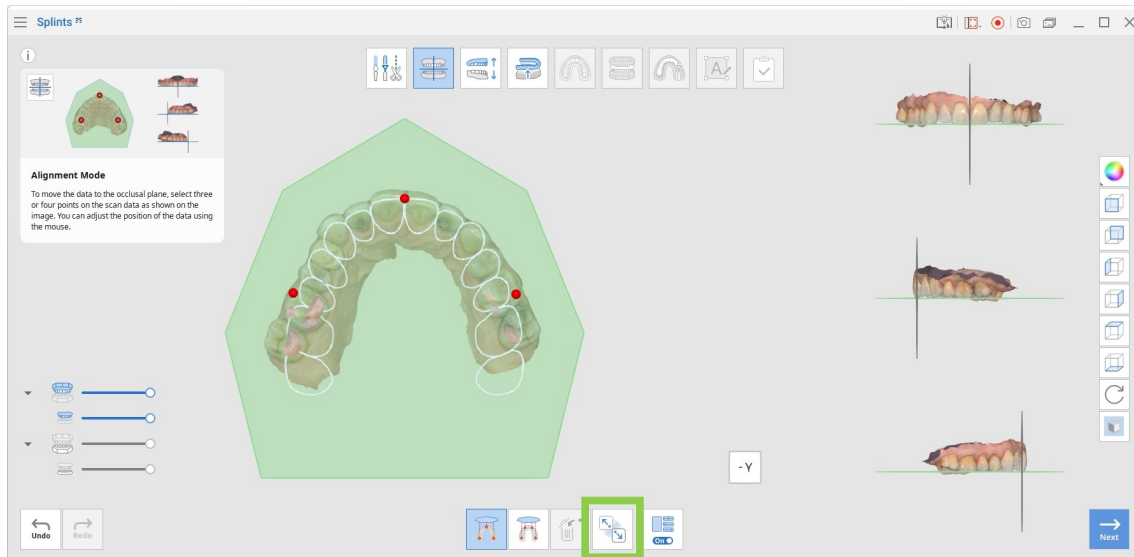 Splints
Alignment Mode
To move the data to the occlusal plane, select three
or four points on the scan data as shown on the
image. You can adjust the position of the data using
the mouse.
- Y
Undo
Redo
On
Next